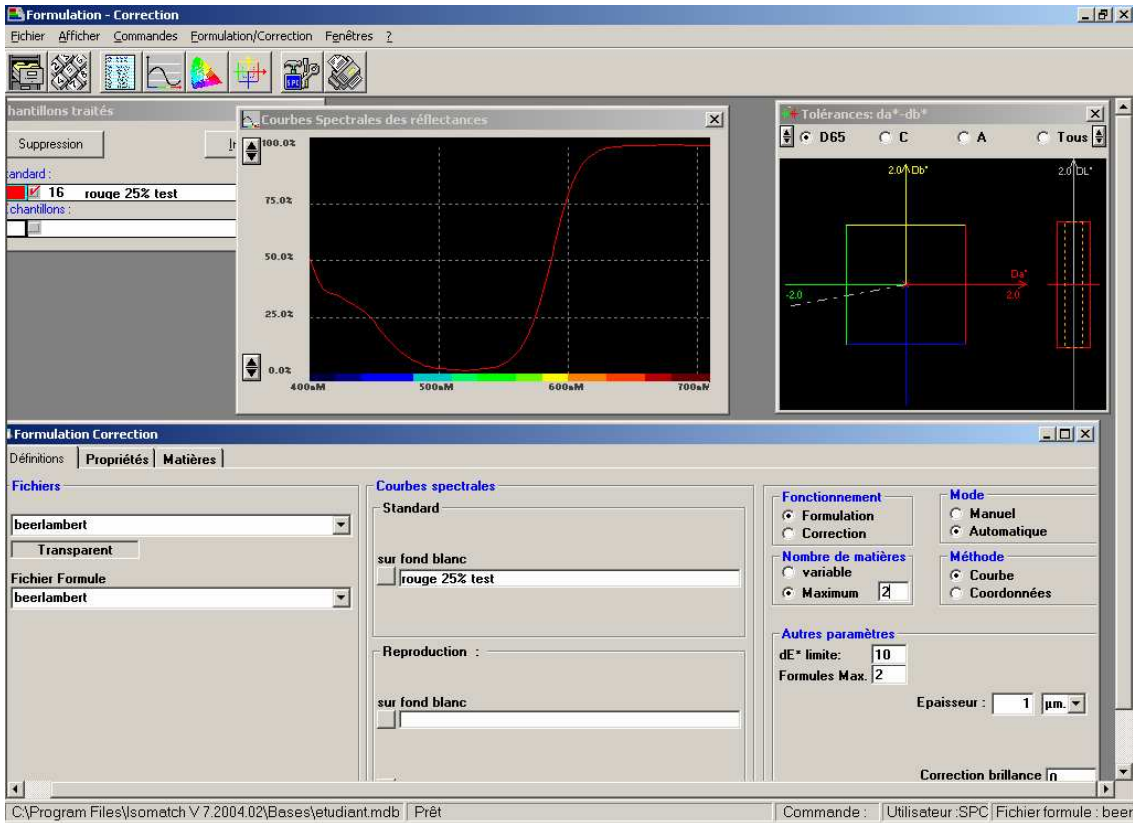 Formulation - Correction
Fichier Afficher Commandes Formulation/Correction Fenêtres ?
hantillons traités
Suppression
tandard :
16 rouge 25% test
chantillons :
Courbes Spectrales des réflectances
100.0%
75.0%
50.0%
25.0%
0.0%
400nM 500nM 600nM 700nM
Tolérances: da*-db*
D65 C A Tous
2.0 Db* 2.0 DL*
Da*
-2.0 2.0
Formulation Correction
Définitions Propriétés Matières
Fichiers
beerlambert
Transparent
Fichier Formule
beerlambert
Courbes spectrales
Standard
sur fond blanc
rouge 25% test
Reproduction :
sur fond blanc
Fonctionnement
Formulation
Correction
Mode
Manuel
Automatique
Nombre de matières
variable
Maximum 2
Méthode
Courbe
Coordonnées
Autres paramètres
dE* limite: 10
Formules Max. 2
Epaisseur : 1 µm.
Correction brillance 0
C:\Program Files\Isomatch V 7.2004.02\Bases\etudiant.mdb Prêt Commande : Utilisateur :SPC Fichier formule : beer